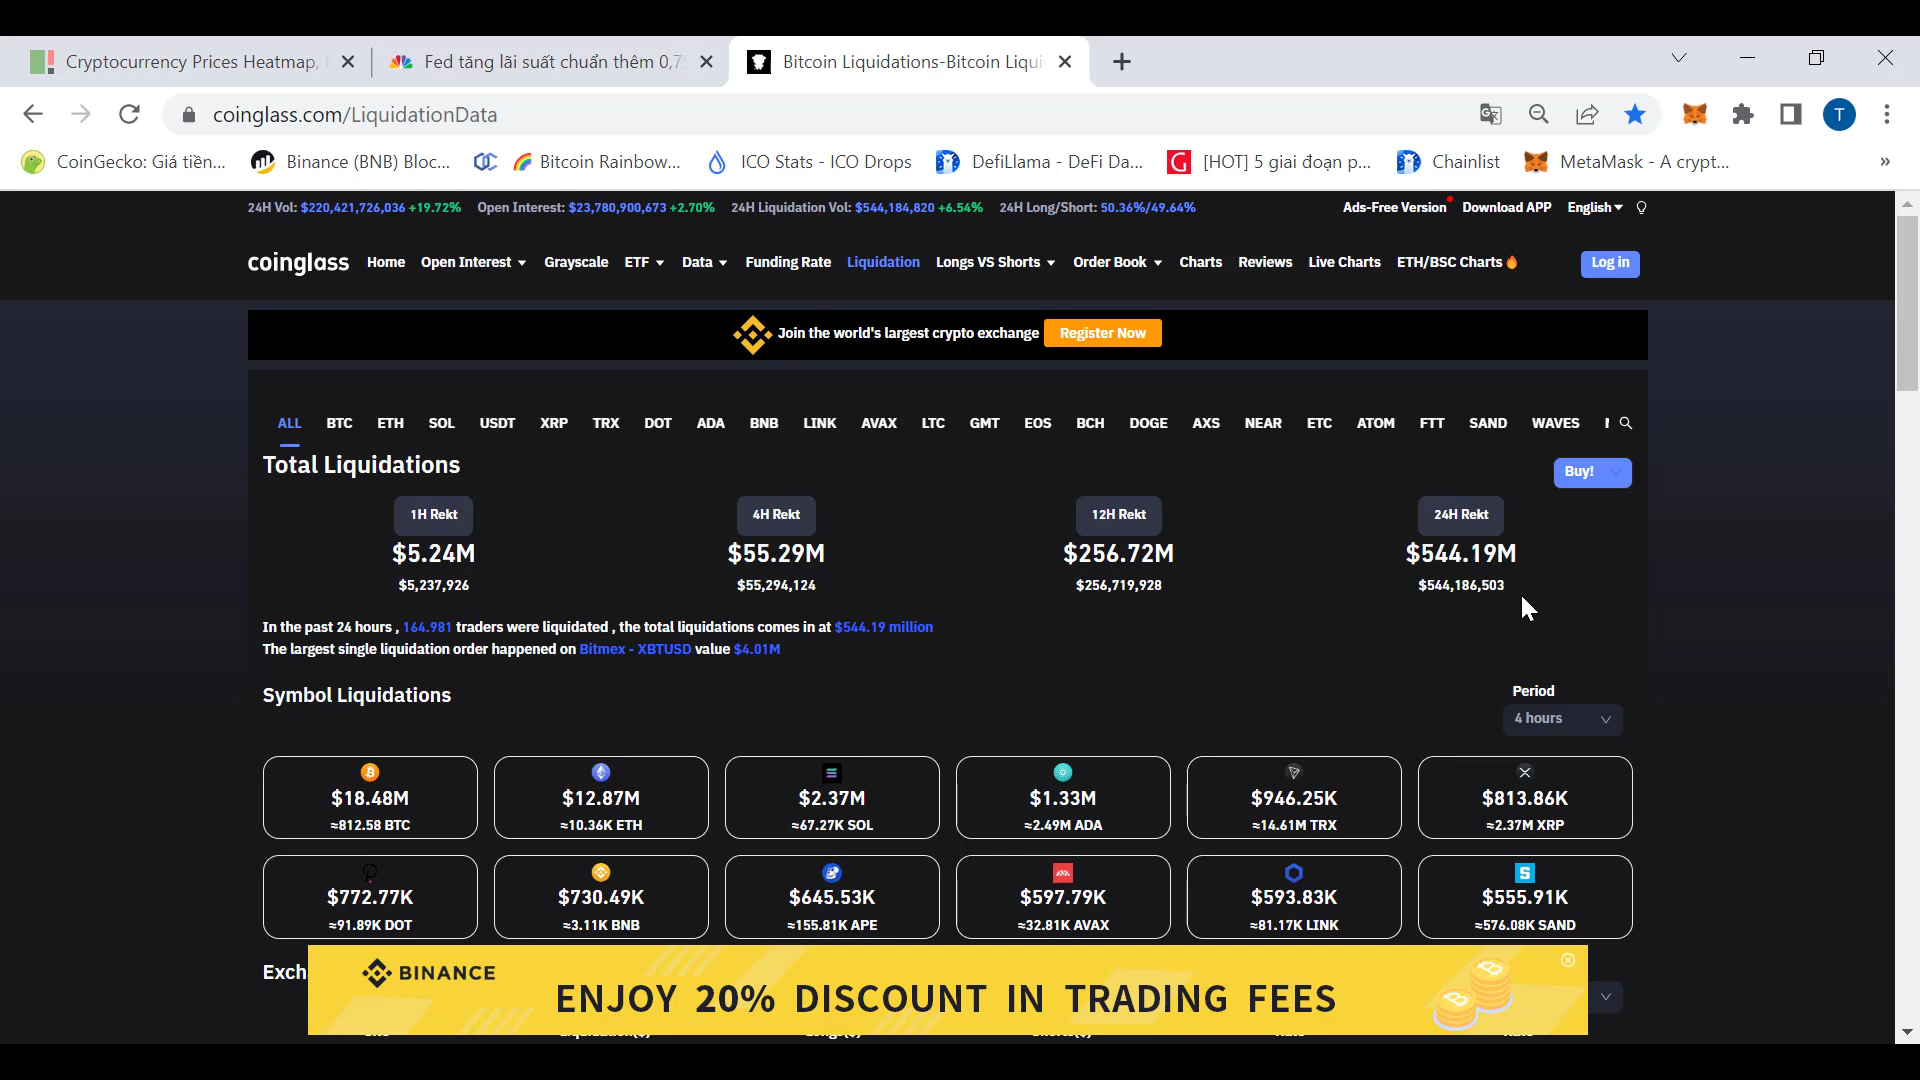 Cryptocurrency Prices Heatmap,
Fed tăng lãi suất chuẩn thêm 0,75
Bitcoin Liquidations-Bitcoin Liqui
coinglass.com/LiquidationData
T
CoinGecko: Giá tiền...
Binance (BNB) Bloc...
Bitcoin Rainbow...
ICO Stats - ICO Drops
DefiLlama - DeFi Da...
[HOT] 5 giai đoạn p...
Chainlist
MetaMask - A crypt...
24H Vol: $220,421,726,036 +19.72% Open Interest: $23,780,900,673 +2.70% 24H Liquidation Vol: $544,184,820 +6.54% 24H Long/Short: 50.36%/49.64%
Ads-Free Version Download APP English
coinglass Home Open Interest Grayscale ETF Data Funding Rate Liquidation Longs VS Shorts Order Book Charts Reviews Live Charts ETH/BSC Charts Log in
Join the world's largest crypto exchange Register Now
ALL BTC ETH SOL USDT XRP TRX DOT ADA BNB LINK AVAX LTC GMT EOS BCH DOGE AXS NEAR ETC ATOM FTT SAND WAVES
Total Liquidations
Buy!
1H Rekt 4H Rekt 12H Rekt 24H Rekt
$5.24M $55.29M $256.72M $544.19M
$5,237,926 $55,294,124 $256,719,928 $544,186,503
In the past 24 hours , 164.981 traders were liquidated , the total liquidations comes in at $544.19 million
The largest single liquidation order happened on Bitmex - XBTUSD value $4.01M
Symbol Liquidations
Period
4 hours
$18.48M $12.87M $2.37M $1.33M $946.25K $813.86K
≈812.58 BTC ≈10.36K ETH ≈67.27K SOL ≈2.49M ADA ≈14.61M TRX ≈2.37M XRP
$772.77K $730.49K $645.53K $597.79K $593.83K $555.91K
≈91.89K DOT ≈3.11K BNB ≈155.81K APE ≈32.81K AVAX ≈81.17K LINK ≈576.08K SAND
Exch
BINANCE
ENJOY 20% DISCOUNT IN TRADING FEES